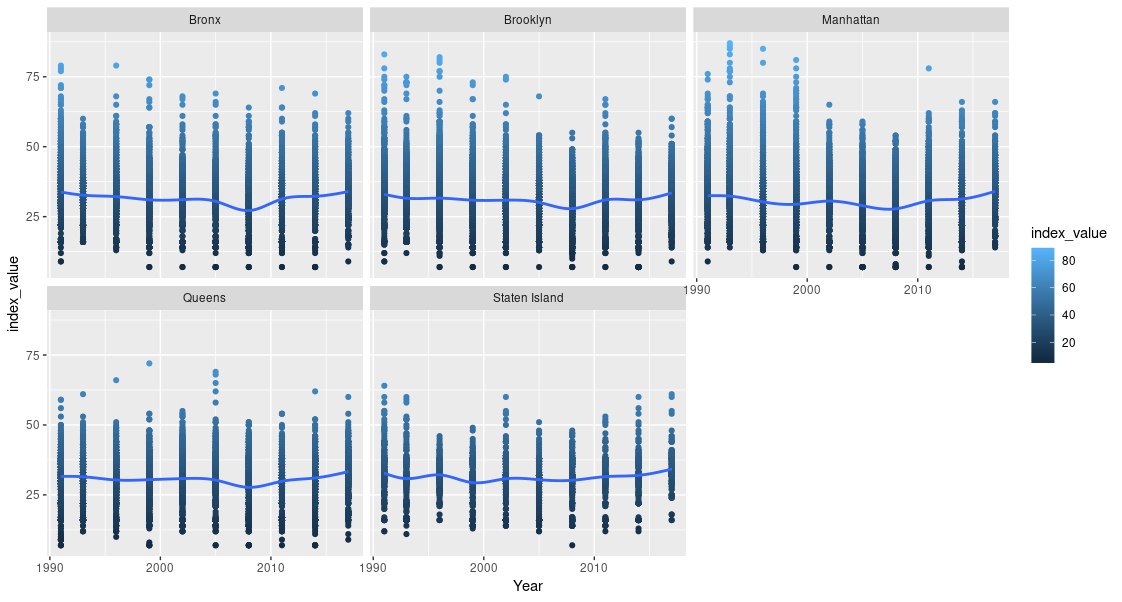 Bronx
Brooklyn
Manhattan
75
50
25
1990
2000
2010
index_value
80
60
40
20
index_value
Queens
Staten Island
75
50
25
1990
2000
2010
1990
2000
2010
Year